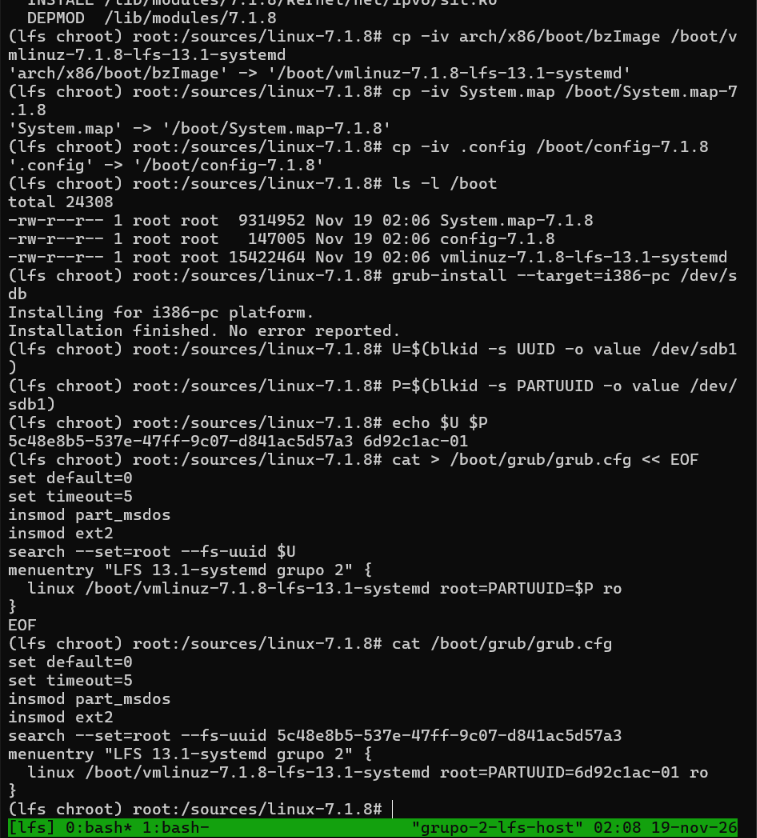 INSTALL /lib/modules/7.1.8/kernel/net/ipv6/sit.ko
  DEPMOD  /lib/modules/7.1.8
(lfs chroot) root:/sources/linux-7.1.8# cp -iv arch/x86/boot/bzImage /boot/v
mlinuz-7.1.8-lfs-13.1-systemd
'arch/x86/boot/bzImage' -> '/boot/vmlinuz-7.1.8-lfs-13.1-systemd'
(lfs chroot) root:/sources/linux-7.1.8# cp -iv System.map /boot/System.map-7
.1.8
'System.map' -> '/boot/System.map-7.1.8'
(lfs chroot) root:/sources/linux-7.1.8# cp -iv .config /boot/config-7.1.8
'.config' -> '/boot/config-7.1.8'
(lfs chroot) root:/sources/linux-7.1.8# ls -l /boot
total 24308
-rw-r--r-- 1 root root  9314952 Nov 19 02:06 System.map-7.1.8
-rw-r--r-- 1 root root   147005 Nov 19 02:06 config-7.1.8
-rw-r--r-- 1 root root 15422464 Nov 19 02:06 vmlinuz-7.1.8-lfs-13.1-systemd
(lfs chroot) root:/sources/linux-7.1.8# grub-install --target=i386-pc /dev/s
db
Installing for i386-pc platform.
Installation finished. No error reported.
(lfs chroot) root:/sources/linux-7.1.8# U=$(blkid -s UUID -o value /dev/sdb1
)
(lfs chroot) root:/sources/linux-7.1.8# P=$(blkid -s PARTUUID -o value /dev/
sdb1)
(lfs chroot) root:/sources/linux-7.1.8# echo $U $P
5c48e8b5-537e-47ff-9c07-d841ac5d57a3 6d92c1ac-01
(lfs chroot) root:/sources/linux-7.1.8# cat > /boot/grub/grub.cfg << EOF
set default=0
set timeout=5
insmod part_msdos
insmod ext2
search --set=root --fs-uuid $U
menuentry "LFS 13.1-systemd grupo 2" {
  linux /boot/vmlinuz-7.1.8-lfs-13.1-systemd root=PARTUUID=$P ro
}
EOF
(lfs chroot) root:/sources/linux-7.1.8# cat /boot/grub/grub.cfg
set default=0
set timeout=5
insmod part_msdos
insmod ext2
search --set=root --fs-uuid 5c48e8b5-537e-47ff-9c07-d841ac5d57a3
menuentry "LFS 13.1-systemd grupo 2" {
  linux /boot/vmlinuz-7.1.8-lfs-13.1-systemd root=PARTUUID=6d92c1ac-01 ro
}
(lfs chroot) root:/sources/linux-7.1.8#
[lfs] 0:bash* 1:bash- "grupo-2-lfs-host" 02:08 19-nov-26